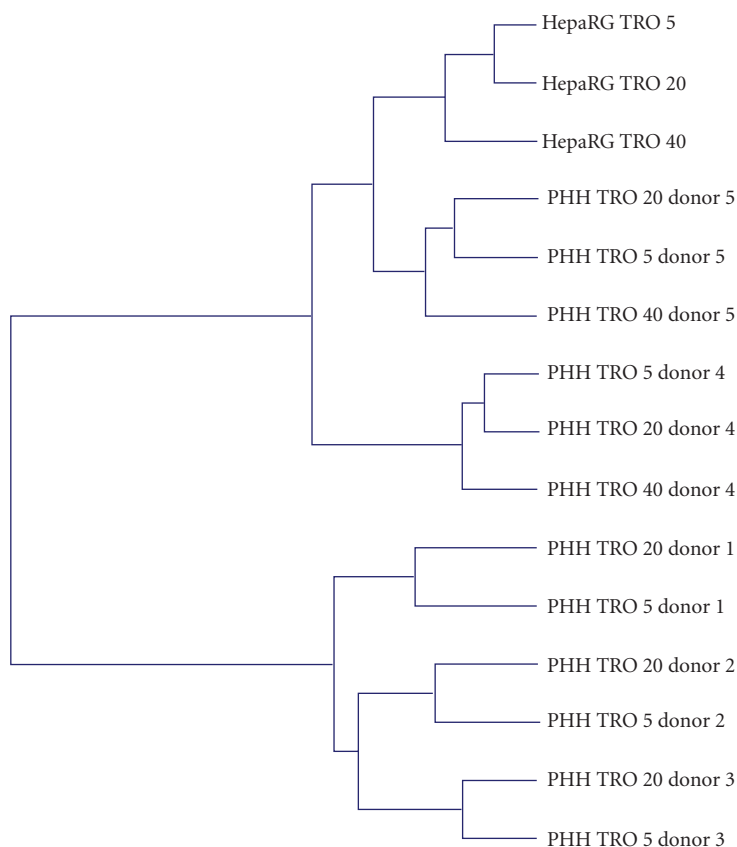 HepaRG TRO 5
HepaRG TRO 20
HepaRG TRO 40
PHH TRO 20 donor 5
PHH TRO 5 donor 5
PHH TRO 40 donor 5
PHH TRO 5 donor 4
PHH TRO 20 donor 4
PHH TRO 40 donor 4
PHH TRO 20 donor 1
PHH TRO 5 donor 1
PHH TRO 20 donor 2
PHH TRO 5 donor 2
PHH TRO 20 donor 3
PHH TRO 5 donor 3